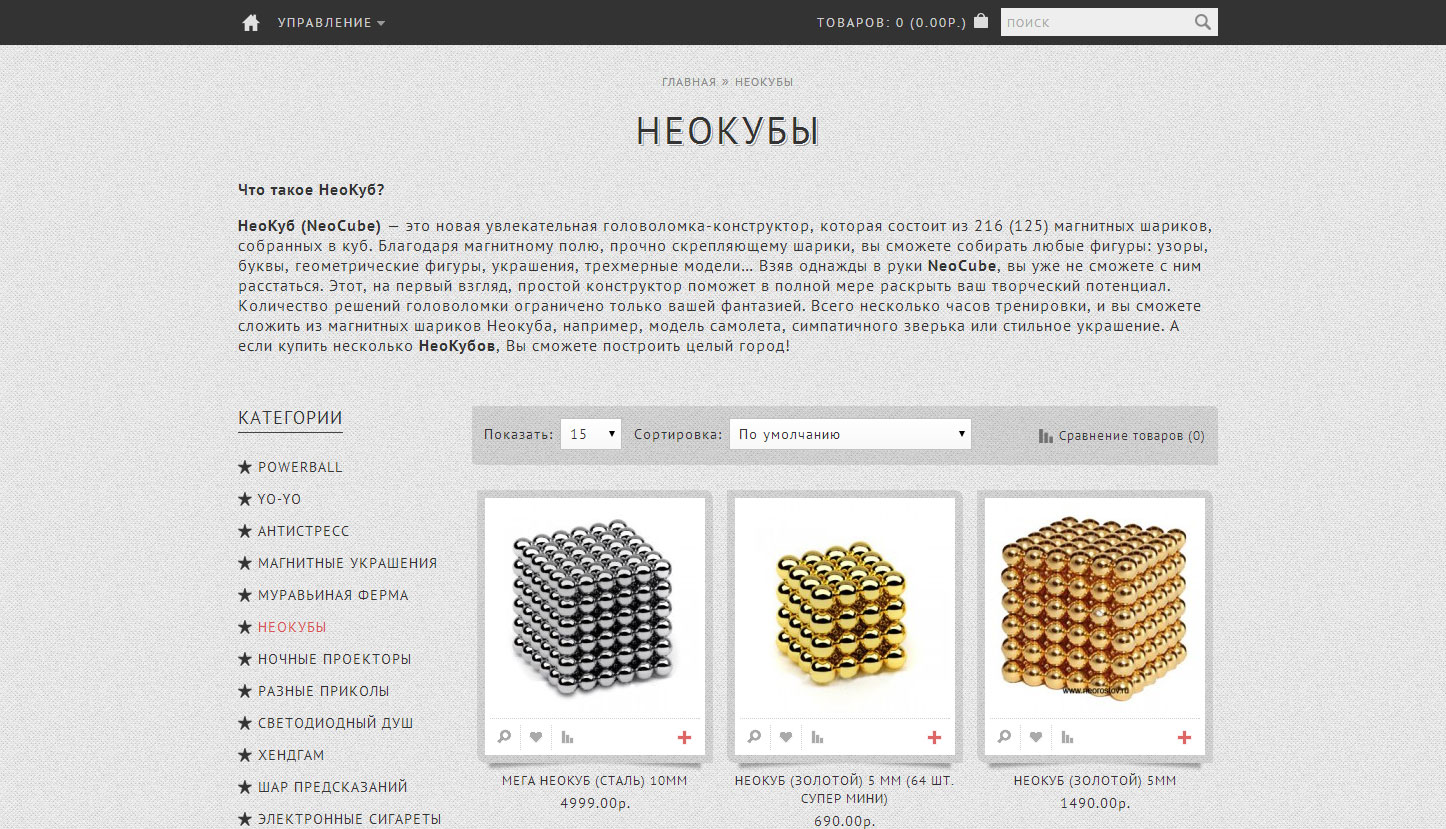 УПРАВЛЕНИЕ
ТОВАРОВ: 0 (0.00Р.)
ПОИСК
ГЛАВНАЯ » НЕОКУБЫ
НЕОКУБЫ
Что такое НеоКуб?
НеоКуб (NeoCube) — это новая увлекательная головоломка-конструктор, которая состоит из 216 (125) магнитных шариков,
собранных в куб. Благодаря магнитному полю, прочно скрепляющему шарики, вы сможете собирать любые фигуры: узоры,
буквы, геометрические фигуры, украшения, трехмерные модели... Взяв однажды в руки NeoCube, вы уже не сможете с ним
расстаться. Этот, на первый взгляд, простой конструктор поможет в полной мере раскрыть ваш творческий потенциал.
Количество решений головоломки ограничено только вашей фантазией. Всего несколько часов тренировки, и вы сможете
сложить из магнитных шариков Неокуба, например, модель самолета, симпатичного зверька или стильное украшение. А
если купить несколько НеоКубов, Вы сможете построить целый город!
КАТЕГОРИИ
POWERBALL
YO-YO
АНТИСТРЕСС
МАГНИТНЫЕ УКРАШЕНИЯ
МУРАВЬИНАЯ ФЕРМА
НЕОКУБЫ
НОЧНЫЕ ПРОЕКТОРЫ
РАЗНЫЕ ПРИКОЛЫ
СВЕТОДИОДНЫЙ ДУШ
ХЕНДГАМ
ШАР ПРЕДСКАЗАНИЙ
ЭЛЕКТРОННЫЕ СИГАРЕТЫ
Показать: 15 Сортировка: По умолчанию
Сравнение товаров (0)
www.neorostov.ru
МЕГА НЕОКУБ (СТАЛЬ) 10ММ
4999.00р.
НЕОКУБ (ЗОЛОТОЙ) 5 ММ (64 ШТ.
СУПЕР МИНИ)
690.00р.
НЕОКУБ (ЗОЛОТОЙ) 5ММ
1490.00р.